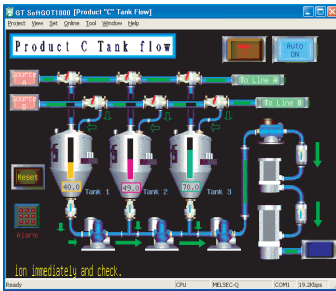 GT SoftGOT1000 [Product "C" Tank Flow]
Project View Set Online Tool Window Help
Product C Tank flow
Auto
ON
Source
A
To Line A
Source
B
To Line B
Reset
40.0
Tank 1
49.0
Tank 2
70.0
Tank 3
Alarm
ion immediately and check.
Ready
CPU
MELSEC-Q
COM1
19.2Kbps